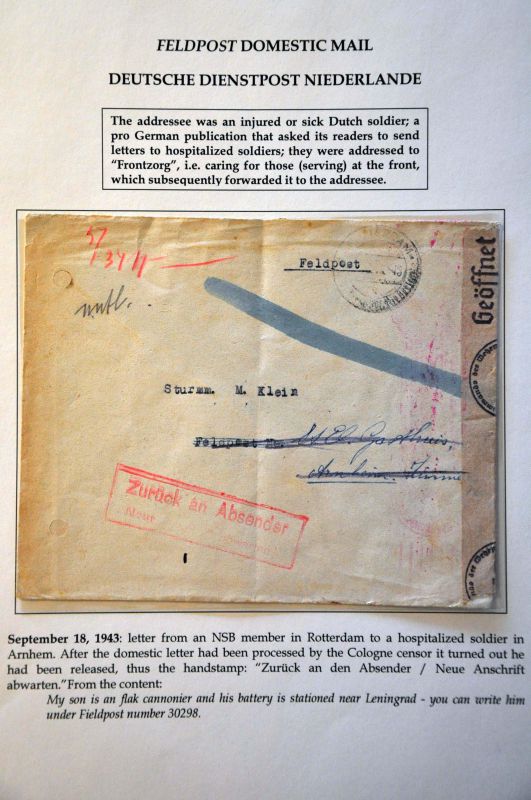 FELDPOST DOMESTIC MAIL
DEUTSCHE DIENSTPOST NIEDERLANDE
The addressee was an injured or sick Dutch soldier; a
pro German publication that asked its readers to send
letters to hospitalized soldiers; they were addressed to
"Frontzorg", i.e. caring for those (serving) at the front,
which subsequently forwarded it to the addressee.
Feldpost
Geöffnet
Sturmm. M. Klein
Feldpost
Zurück an Absender
September 18, 1943: letter from an NSB member in Rotterdam to a hospitalized soldier in
Arnhem. After the domestic letter had been processed by the Cologne censor it turned out he
had been released, thus the handstamp: "Zurück an den Absender / Neue Anschrift
abwarten."From the content:
My son is an flak cannonier and his battery is stationed near Leningrad - you can write him
under Fieldpost number 30298.